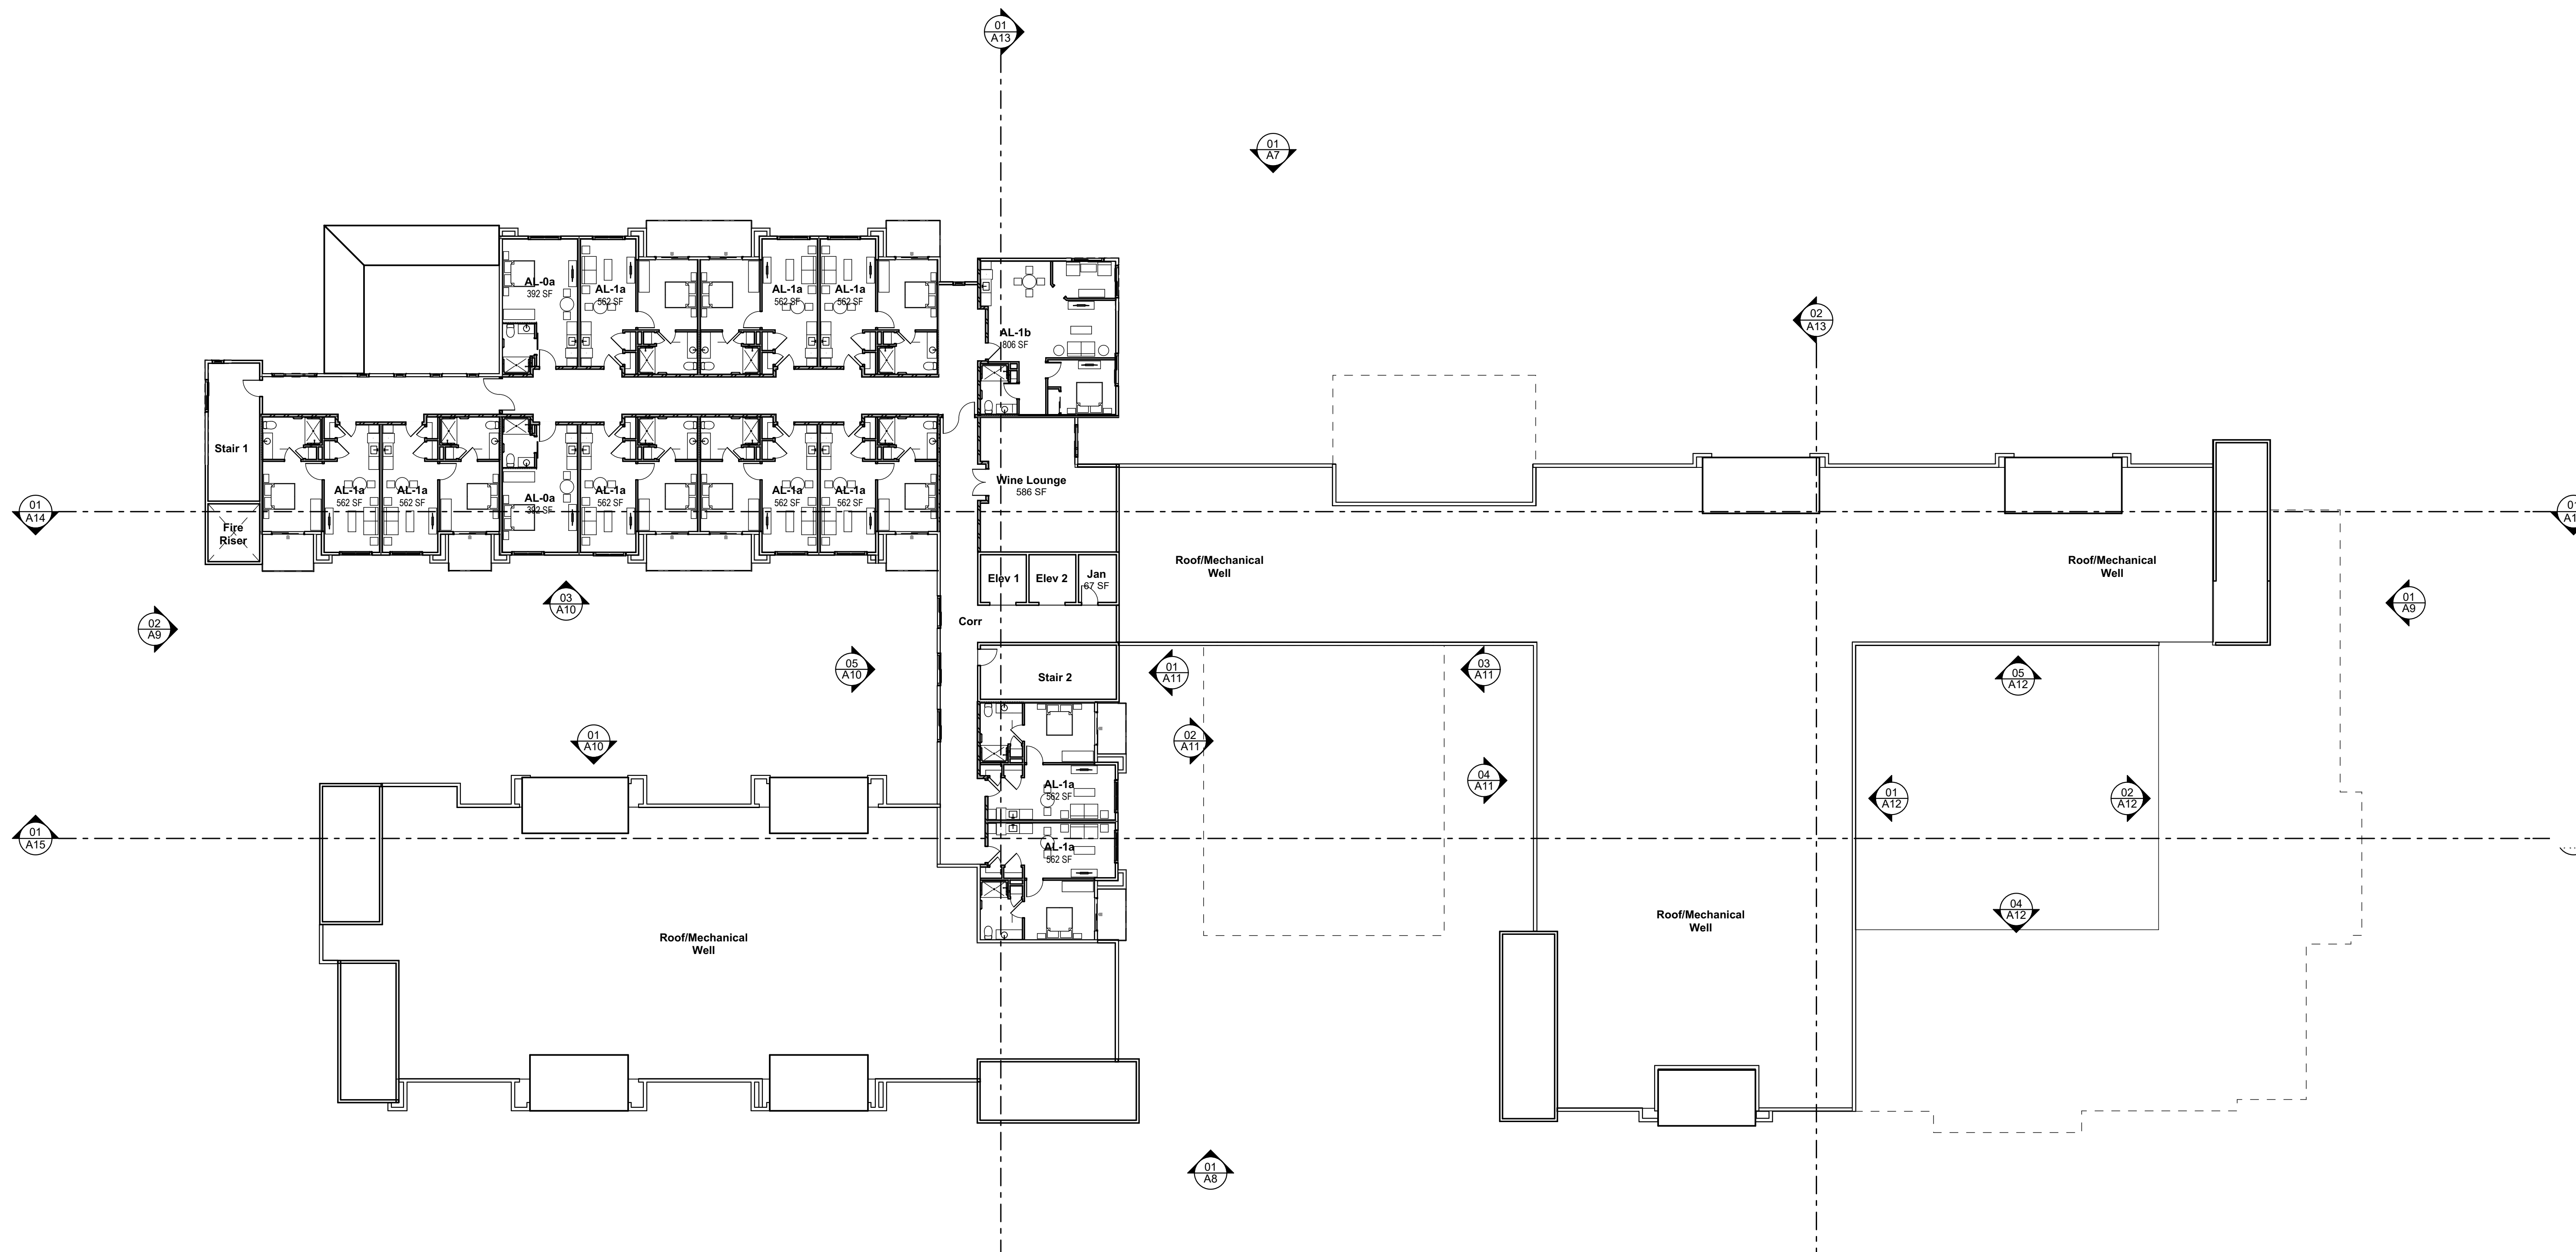 01
A13
01
A7
AL-0a
392 SF
AL-1a
562 SF
AL-1a
562 SF
AL-1a
562 SF
AL-1b
806 SF
02
A13
Stair 1
AL-1a
562 SF
AL-1a
562 SF
AL-0a
392 SF
AL-1a
562 SF
AL-1a
562 SF
AL-1a
562 SF
Wine Lounge
586 SF
01
A14
Fire
Riser
Roof/Mechanical
Well
Roof/Mechanical
Well
Elev 1
Elev 2
Jan
67 SF
03
A10
01
A9
02
A9
Corr
05
A10
01
A11
03
A11
Stair 2
05
A12
01
A10
02
A11
04
A11
01
A12
02
A12
AL-1a
562 SF
01
A15
AL-1a
562 SF
04
A12
Roof/Mechanical
Well
Roof/Mechanical
Well
01
A8